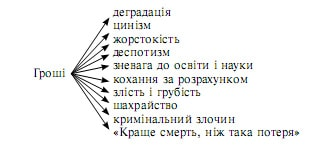 деградація
цинізм
жорстокість
деспотизм
зневага до освіти і науки
Гроші
кохання за розрахунком
злість і грубість
шахрайство
кримінальний злочин
«Краще смерть, ніж така потеря»